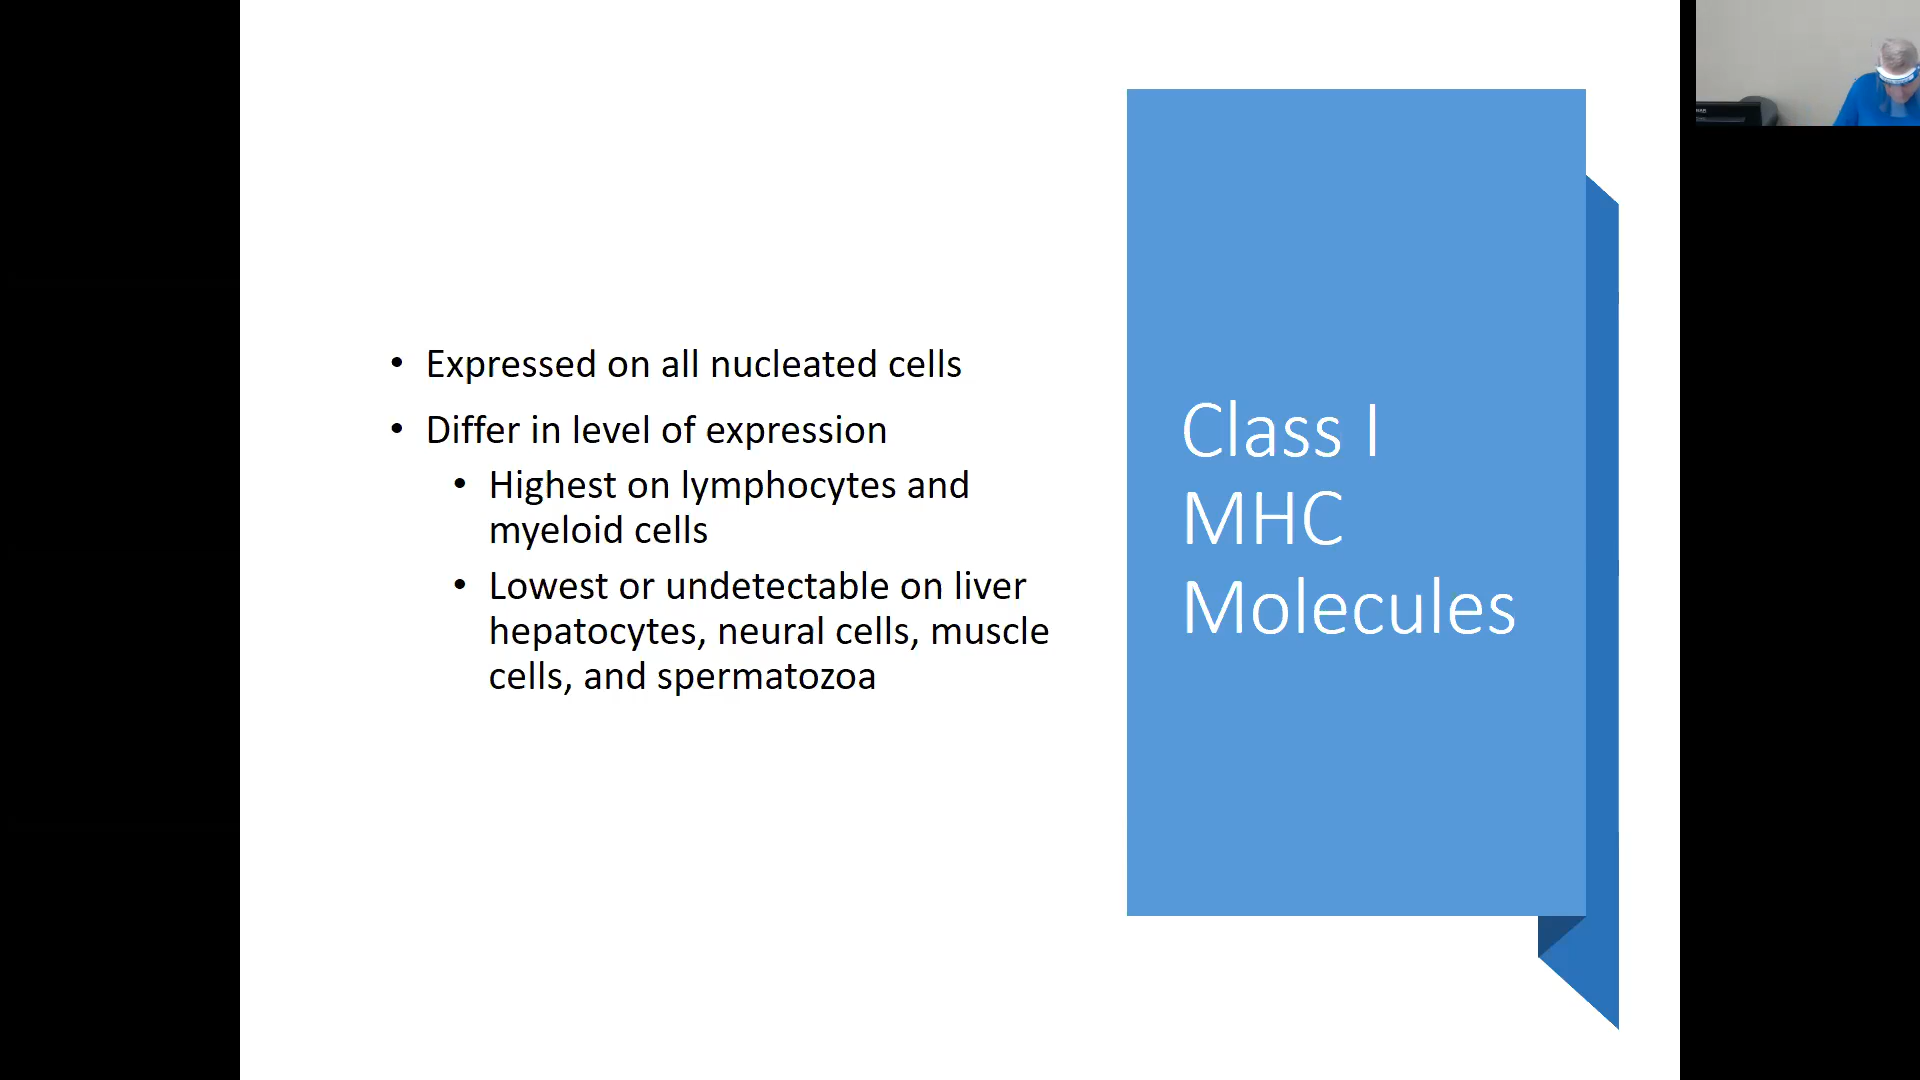 • Expressed on all nucleated cells
• Differ in level of expression
• Highest on lymphocytes and
myeloid cells
• Lowest or undetectable on liver
hepatocytes, neural cells, muscle
cells, and spermatozoa
Class I
MHC
Molecules